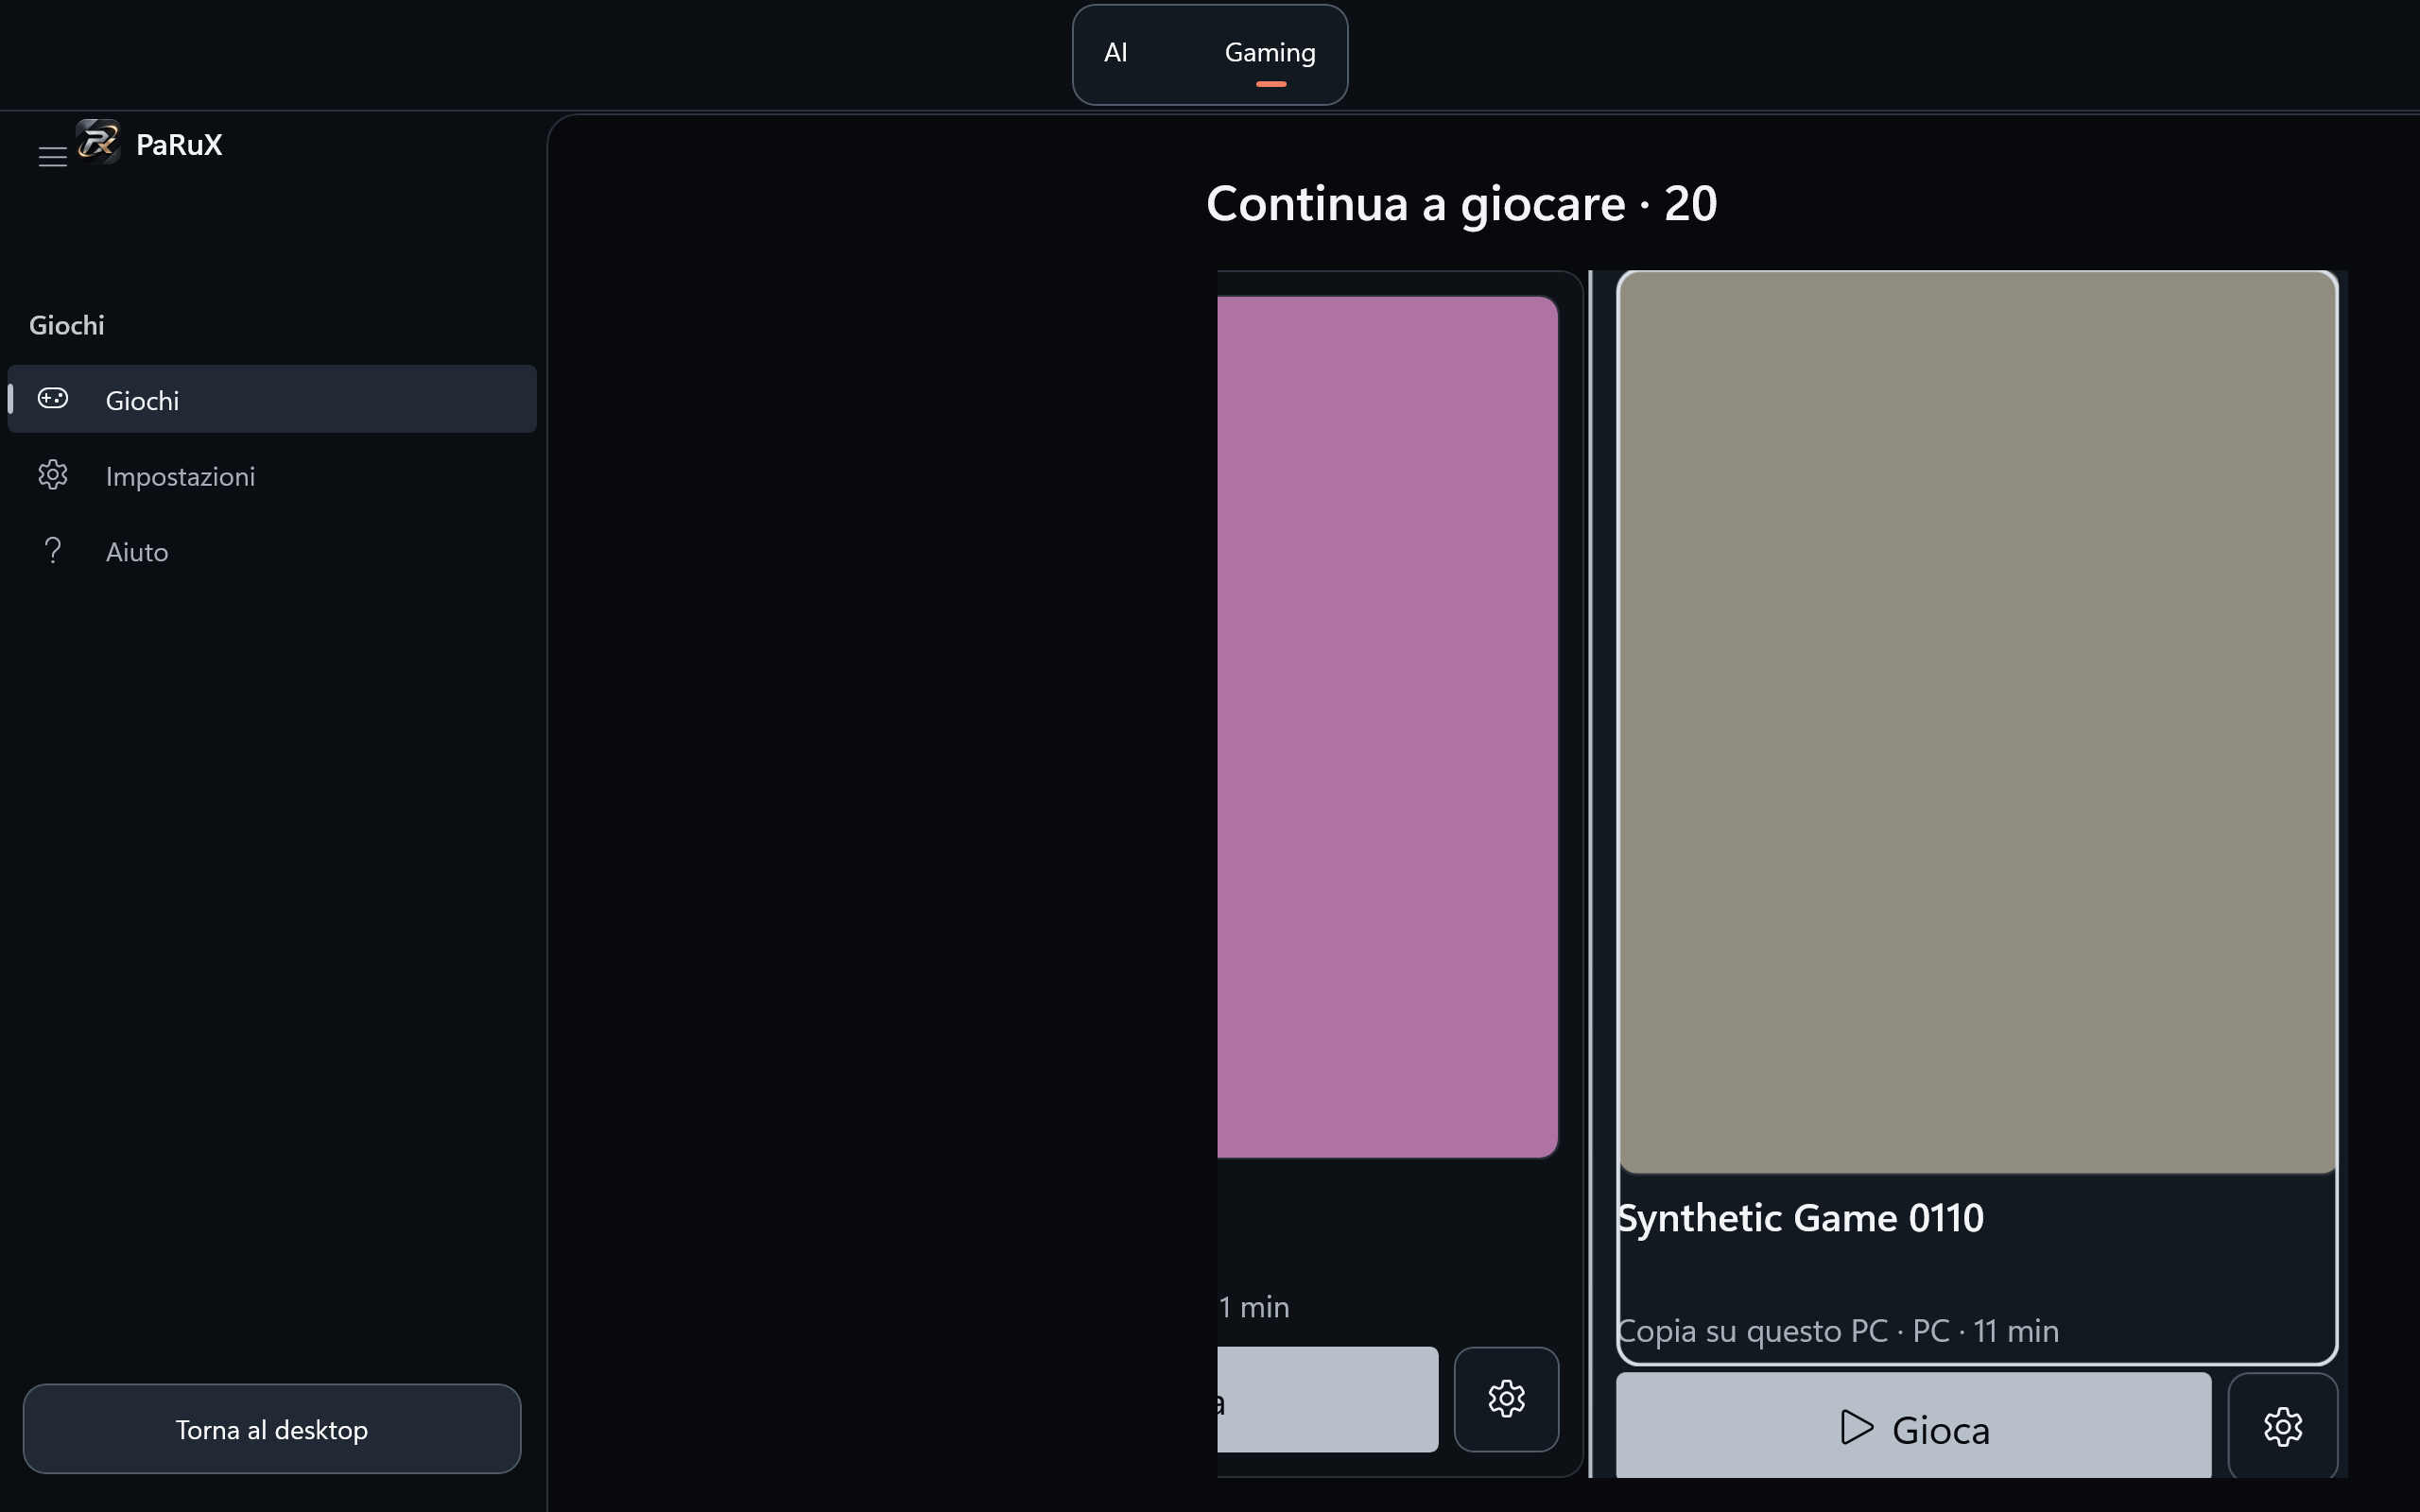 AI
Gaming
PaRuX
Giochi
Giochi
Impostazioni
Aiuto
Torna al desktop
Continua a giocare · 20
1 min
Synthetic Game 0110
Copia su questo PC · PC · 11 min
Gioca